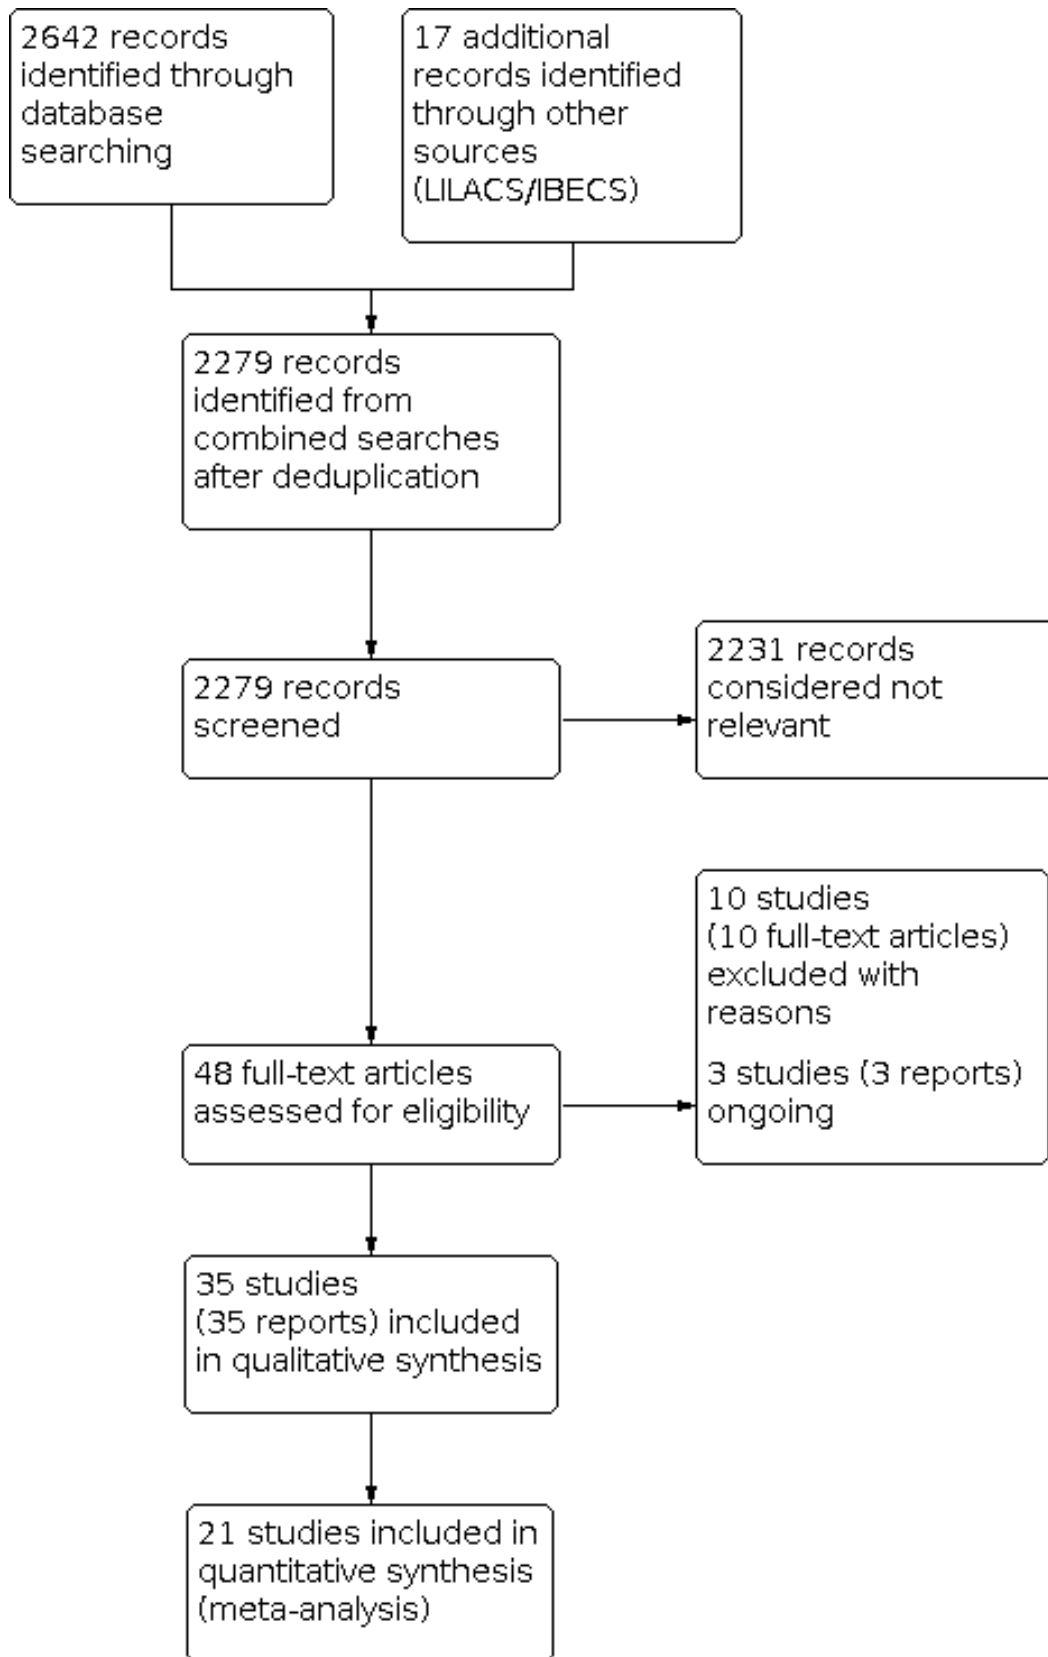 2642 records
identified through
database
searching
17 additional
records identified
through other
sources
(LILACS/IBECS)
2279 records
identified from
combined searches
after deduplication
2279 records
screened
2231 records
considered not
relevant
10 studies
(10 full-text articles)
excluded with
reasons
3 studies (3 reports)
ongoing
48 full-text articles
assessed for eligibility
35 studies
(35 reports) included
in qualitative synthesis
21 studies included in
quantitative synthesis
(meta-analysis)